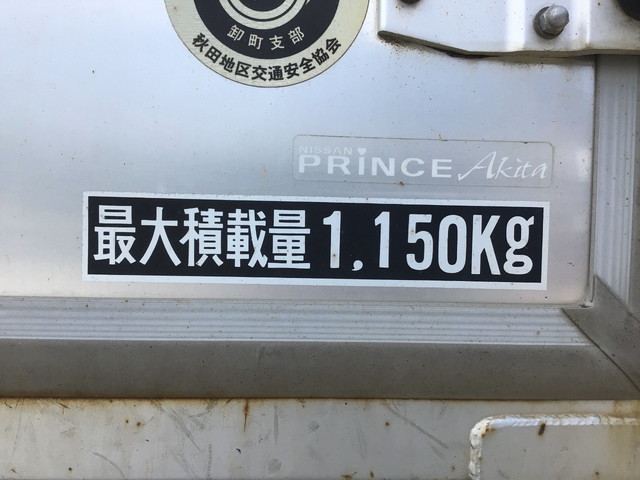 卸町支部
秋田地区交通安全協会
NISSAN
PRINCE Akita
最大積載量 1,150Kg